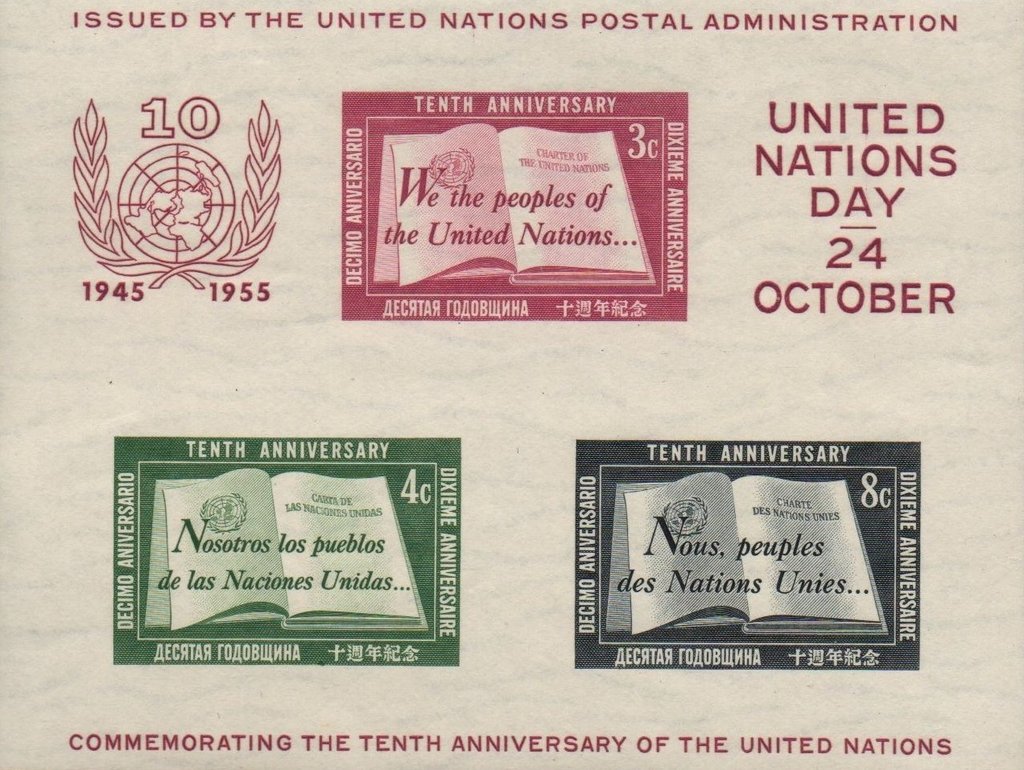 ISSUED BY THE UNITED NATIONS POSTAL ADMINISTRATION
10
1945 1955
TENTH ANNIVERSARY
DECIMO ANIVERSARIO
3c
CHARTER OF
THE UNITED NATIONS
We the peoples of
the United Nations...
DIXIEME ANNIVERSAIRE
ДЕСЯТАЯ ГОДОВЩИНА 十週年紀念
UNITED
NATIONS
DAY
24
OCTOBER
TENTH ANNIVERSARY
DECIMO ANIVERSARIO
4c
CARTA DE
LAS NACIONES UNIDAS
Nosotros los pueblos
de las Naciones Unidas...
DIXIEME ANNIVERSAIRE
ДЕСЯТАЯ ГОДОВЩИНА 十週年紀念
TENTH ANNIVERSARY
DECIMO ANIVERSARIO
8c
CHARTE
DES NATIONS UNIES
Nous, peuples
des Nations Unies...
DIXIEME ANNIVERSAIRE
ДЕСЯТАЯ ГОДОВЩИНА 十週年紀念
COMMEMORATING THE TENTH ANNIVERSARY OF THE UNITED NATIONS